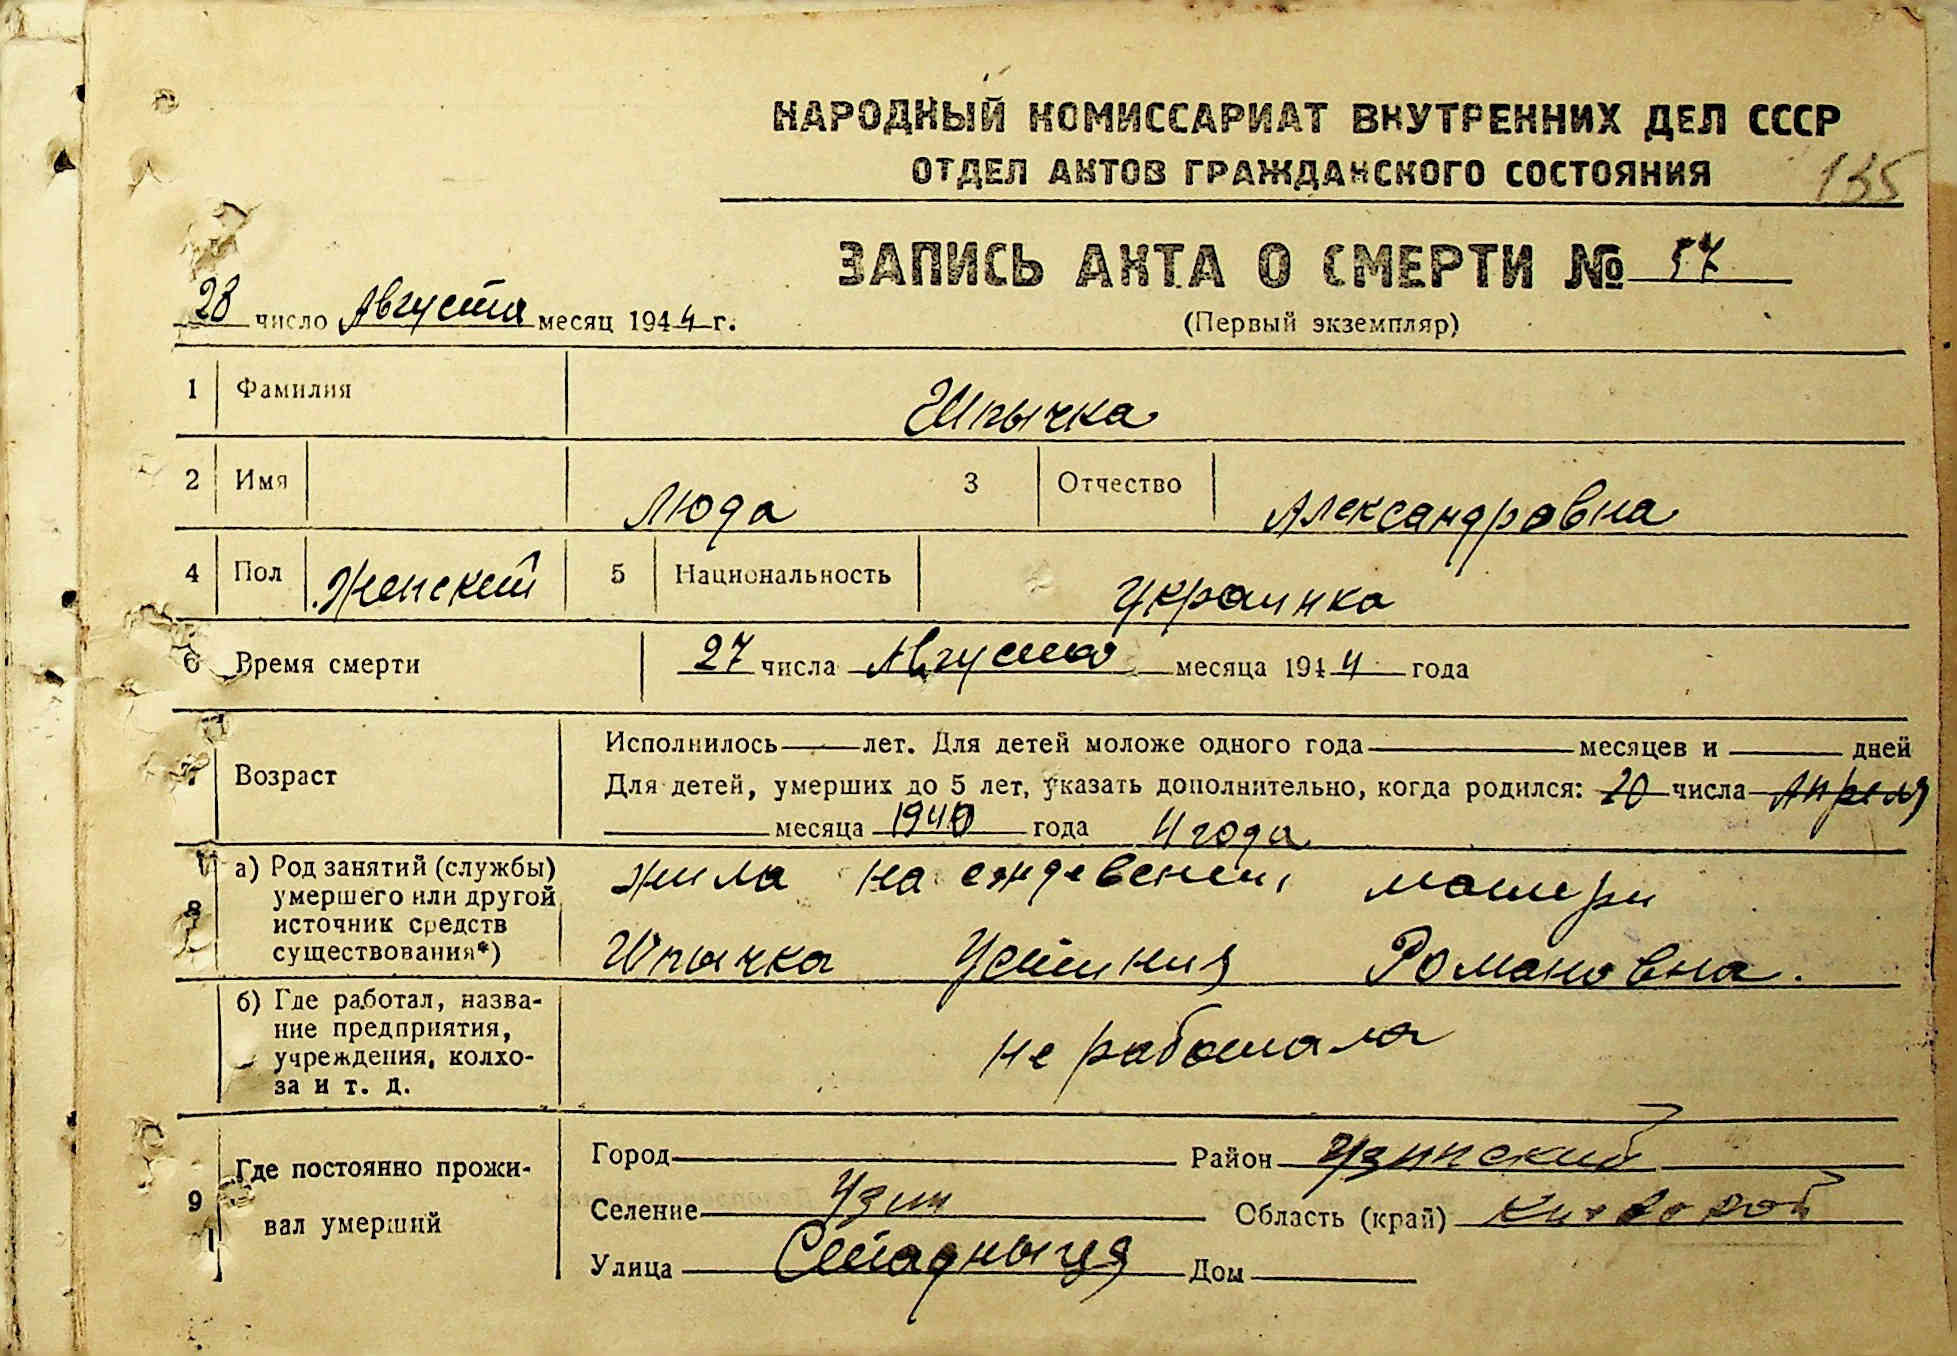 НАРОДНЫЙ КОМИССАРИАТ ВНУТРЕННИХ ДЕЛ СССР
ОТДЕЛ АКТОВ ГРАЖДАНСКОГО СОСТОЯНИЯ
135
ЗАПИСЬ АКТА О СМЕРТИ № 57
28 число Августа месяц 1944 г.
(Первый экземпляр)
1 Фамилия Шпычка
2 Имя Люда 3 Отчество Александровна
4 Пол Женский 5 Национальность Украинка
6 Время смерти 27 числа Августа месяца 1944 года
Исполнилось лет. Для детей моложе одного года месяцев и дней
7 Возраст Для детей, умерших до 5 лет, указать дополнительно, когда родился: 20 числа Апреля
месяца 1940 года 4 года
8 а) Род занятий (службы) умершего или другой источник средств существования*)
жила на еждевении матери
Шпычка Устиния Романовна.
б) Где работал, назва-
ние предприятия,
учреждения, колхо-
за и т. д.
не работала
9 Где постоянно прожи-
вал умерший
Город Район Узинский
Селение Узин Область (край)
Улица Дом